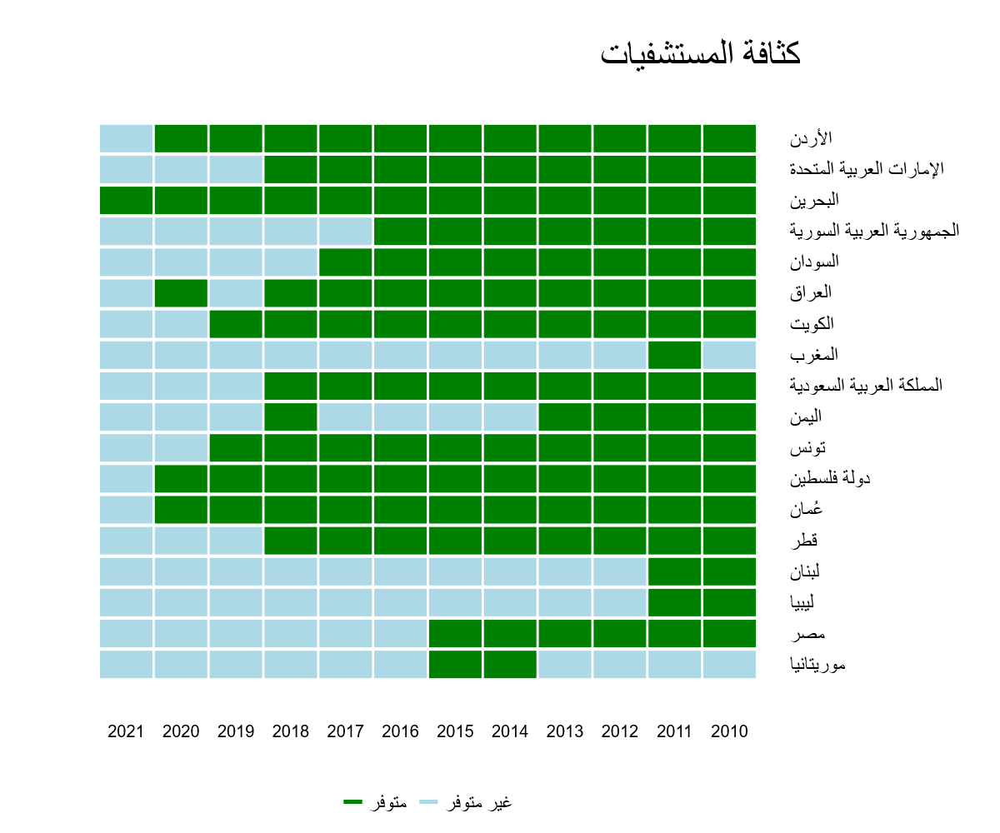 كثافة المستشفيات
الأردن
الإمارات العربية المتحدة
البحرين
الجمهورية العربية السورية
السودان
العراق
الكويت
المغرب
المملكة العربية السعودية
اليمن
تونس
دولة فلسطين
عُمان
قطر
لبنان
ليبيا
مصر
موريتانيا
2021 2020 2019 2018 2017 2016 2015 2014 2013 2012 2011 2010
متوفر غير متوفر